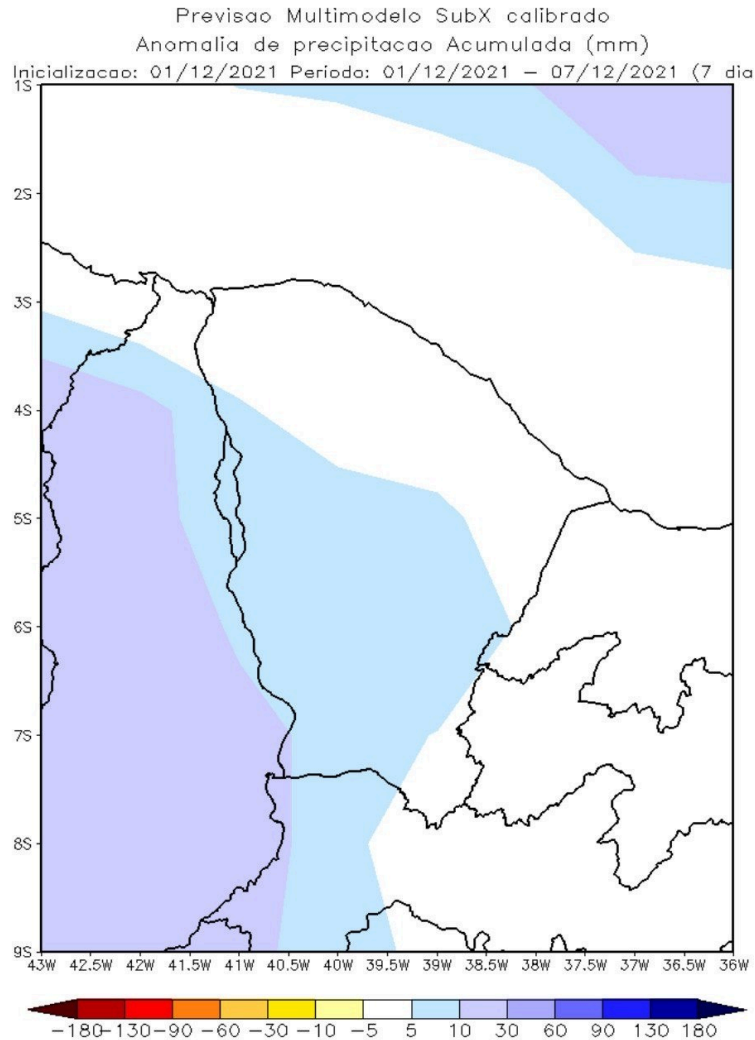 Previsao Multimodelo SubX calibrado
Anomalia de precipitacao Acumulada (mm)
Inicializacao: 01/12/2021 Periodo: 01/12/2021 − 07/12/2021 (7 dia
1S
2S
3S
4S
5S
6S
7S
8S
9S
43W 42.5W 42W 41.5W 41W 40.5W 40W 39.5W 39W 38.5W 38W 37.5W 37W 36.5W 36W
−180 −130 −90 −60 −30 −10 −5 5 10 30 60 90 130 180